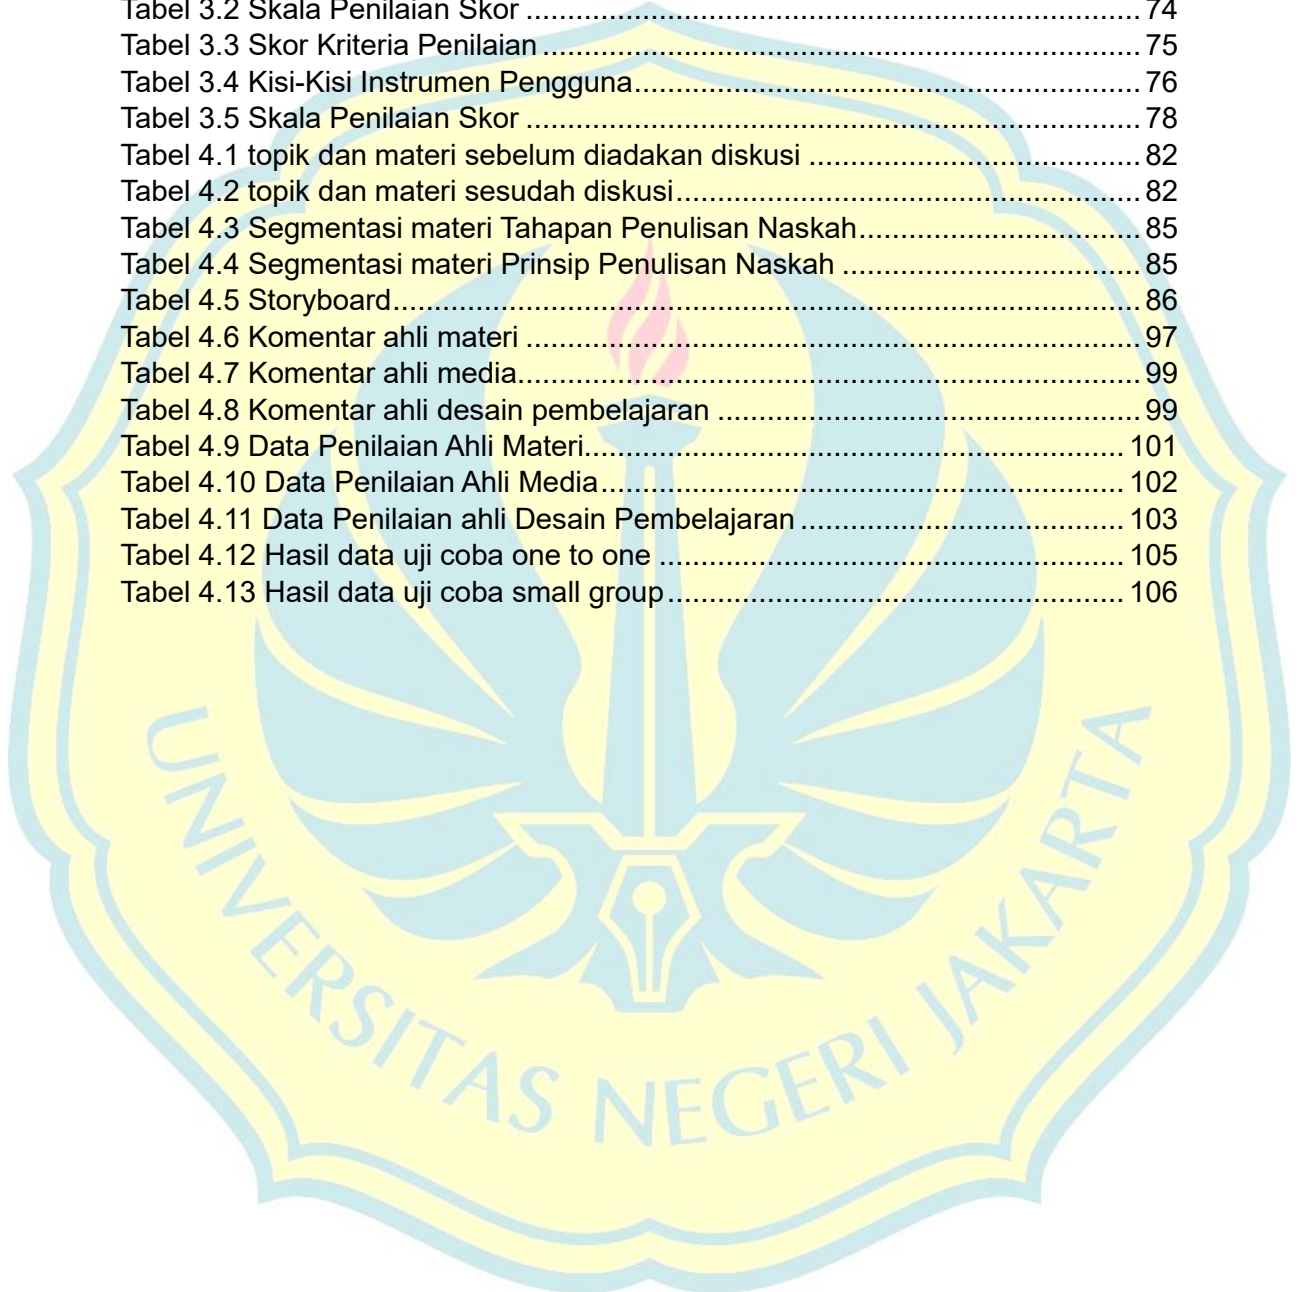 Tabel 3.2 Skala Penilaian Skor ........................................................................... 74
Tabel 3.3 Skor Kriteria Penilaian ......................................................................... 75
Tabel 3.4 Kisi-Kisi Instrumen Pengguna.............................................................. 76
Tabel 3.5 Skala Penilaian Skor ........................................................................... 78
Tabel 4.1 topik dan materi sebelum diadakan diskusi ........................................ 82
Tabel 4.2 topik dan materi sesudah diskusi......................................................... 82
Tabel 4.3 Segmentasi materi Tahapan Penulisan Naskah.................................. 85
Tabel 4.4 Segmentasi materi Prinsip Penulisan Naskah .................................... 85
Tabel 4.5 Storyboard............................................................................................ 86
Tabel 4.6 Komentar ahli materi ........................................................................... 97
Tabel 4.7 Komentar ahli media............................................................................ 99
Tabel 4.8 Komentar ahli desain pembelajaran ................................................... 99
Tabel 4.9 Data Penilaian Ahli Materi.................................................................. 101
Tabel 4.10 Data Penilaian Ahli Media................................................................ 102
Tabel 4.11 Data Penilaian ahli Desain Pembelajaran ....................................... 103
Tabel 4.12 Hasil data uji coba one to one ......................................................... 105
Tabel 4.13 Hasil data uji coba small group........................................................ 106
UNIVERSITAS NEGERI JAKARTA